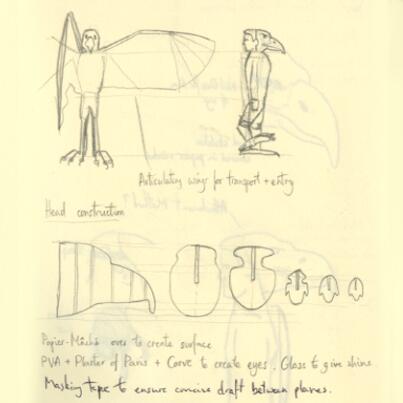 Articulating wings for transport + entry
Head construction
Papier-Mâché over to create surface
PVA + Plaster of Paris + Carve to create eyes. Gloss to give shine
Masking tape to ensure concise draft between planes.